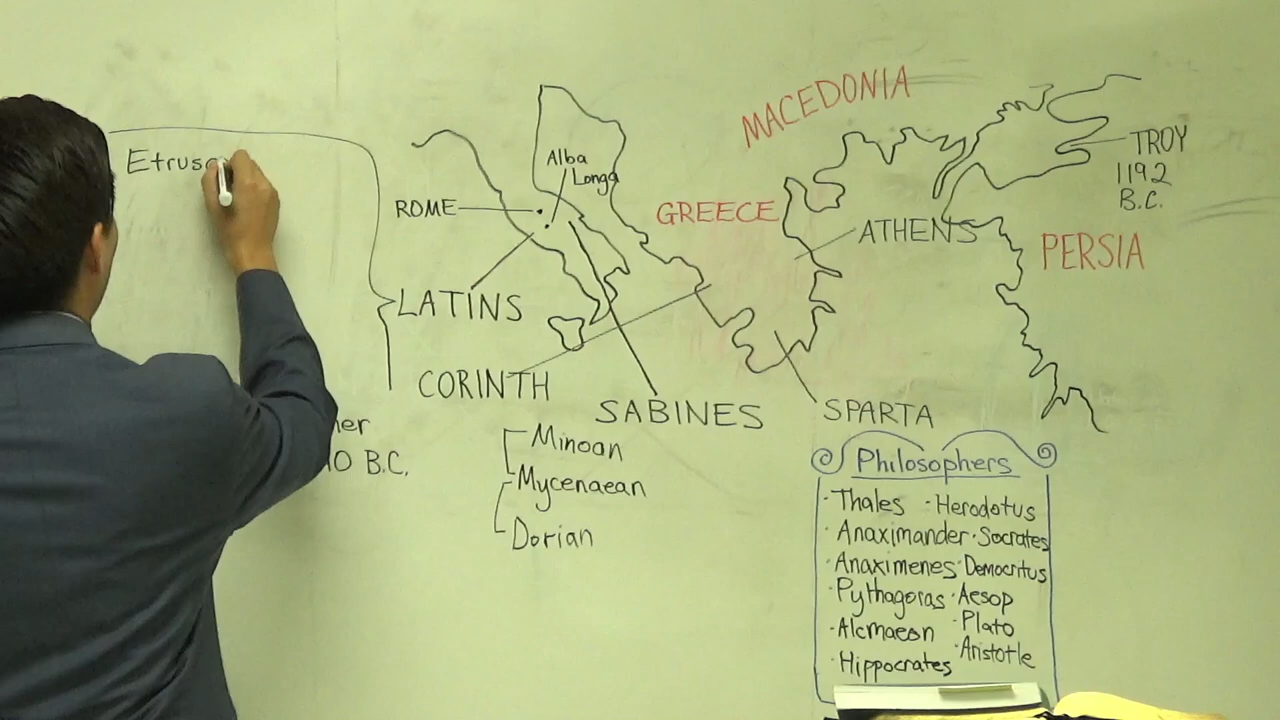 Etrusc
MACEDONIA
Alba
Longa
ROME
GREECE
TROY
1192
B.C.
ATHENS
PERSIA
LATINS
CORINTH
SABINES
SPARTA
B.C.
Minoan
Mycenaean
Dorian
Philosophers
·Thales ·Herodotus
·Anaximander ·Socrates
·Anaximenes ·Democritus
·Pythagoras ·Aesop
·Alcmaeon ·Plato
·Hippocrates ·Aristotle